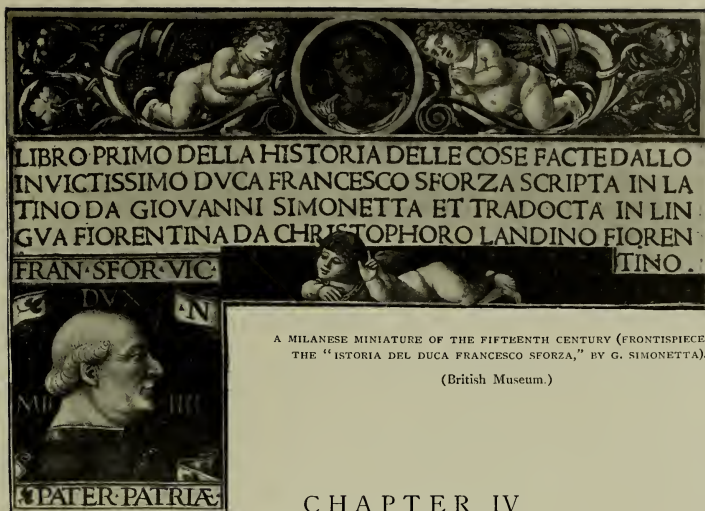 LIBRO PRIMO DELLA HISTORIA DELLE COSE FACTE DALLO
INVICTISSIMO DVCA FRANCESCO SFORZA SCRIPTA IN LA
TINO DA GIOVANNI SIMONETTA ET TRADOCTA IN LIN
GVA FIORENTINA DA CHRISTOPHORO LANDINO FIOREN
TINO.
FRAN·SFOR·VIC·
DV
·N
MI
IIII
PATER·PATRIÆ·
A MILANESE MINIATURE OF THE FIFTEENTH CENTURY (FRONTISPIECE
THE "ISTORIA DEL DUCA FRANCESCO SFORZA," BY G. SIMONETTA).
(British Museum.)
CHAPTER IV